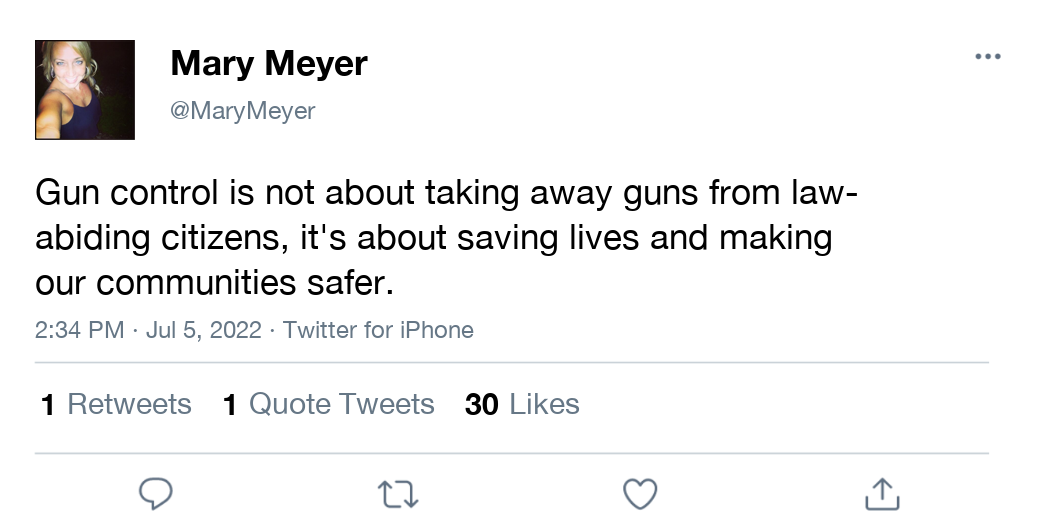 Mary Meyer
@MaryMeyer
Gun control is not about taking away guns from law-
abiding citizens, it's about saving lives and making
our communities safer.
2:34 PM · Jul 5, 2022 · Twitter for iPhone
1 Retweets 1 Quote Tweets 30 Likes